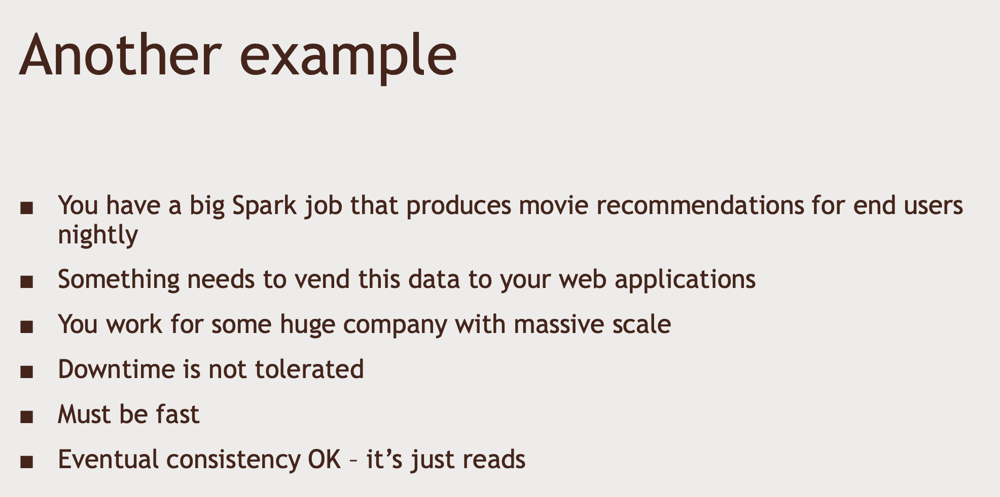 Another example
■ You have a big Spark job that produces movie recommendations for end users
nightly
■ Something needs to vend this data to your web applications
■ You work for some huge company with massive scale
■ Downtime is not tolerated
■ Must be fast
■ Eventual consistency OK – it’s just reads